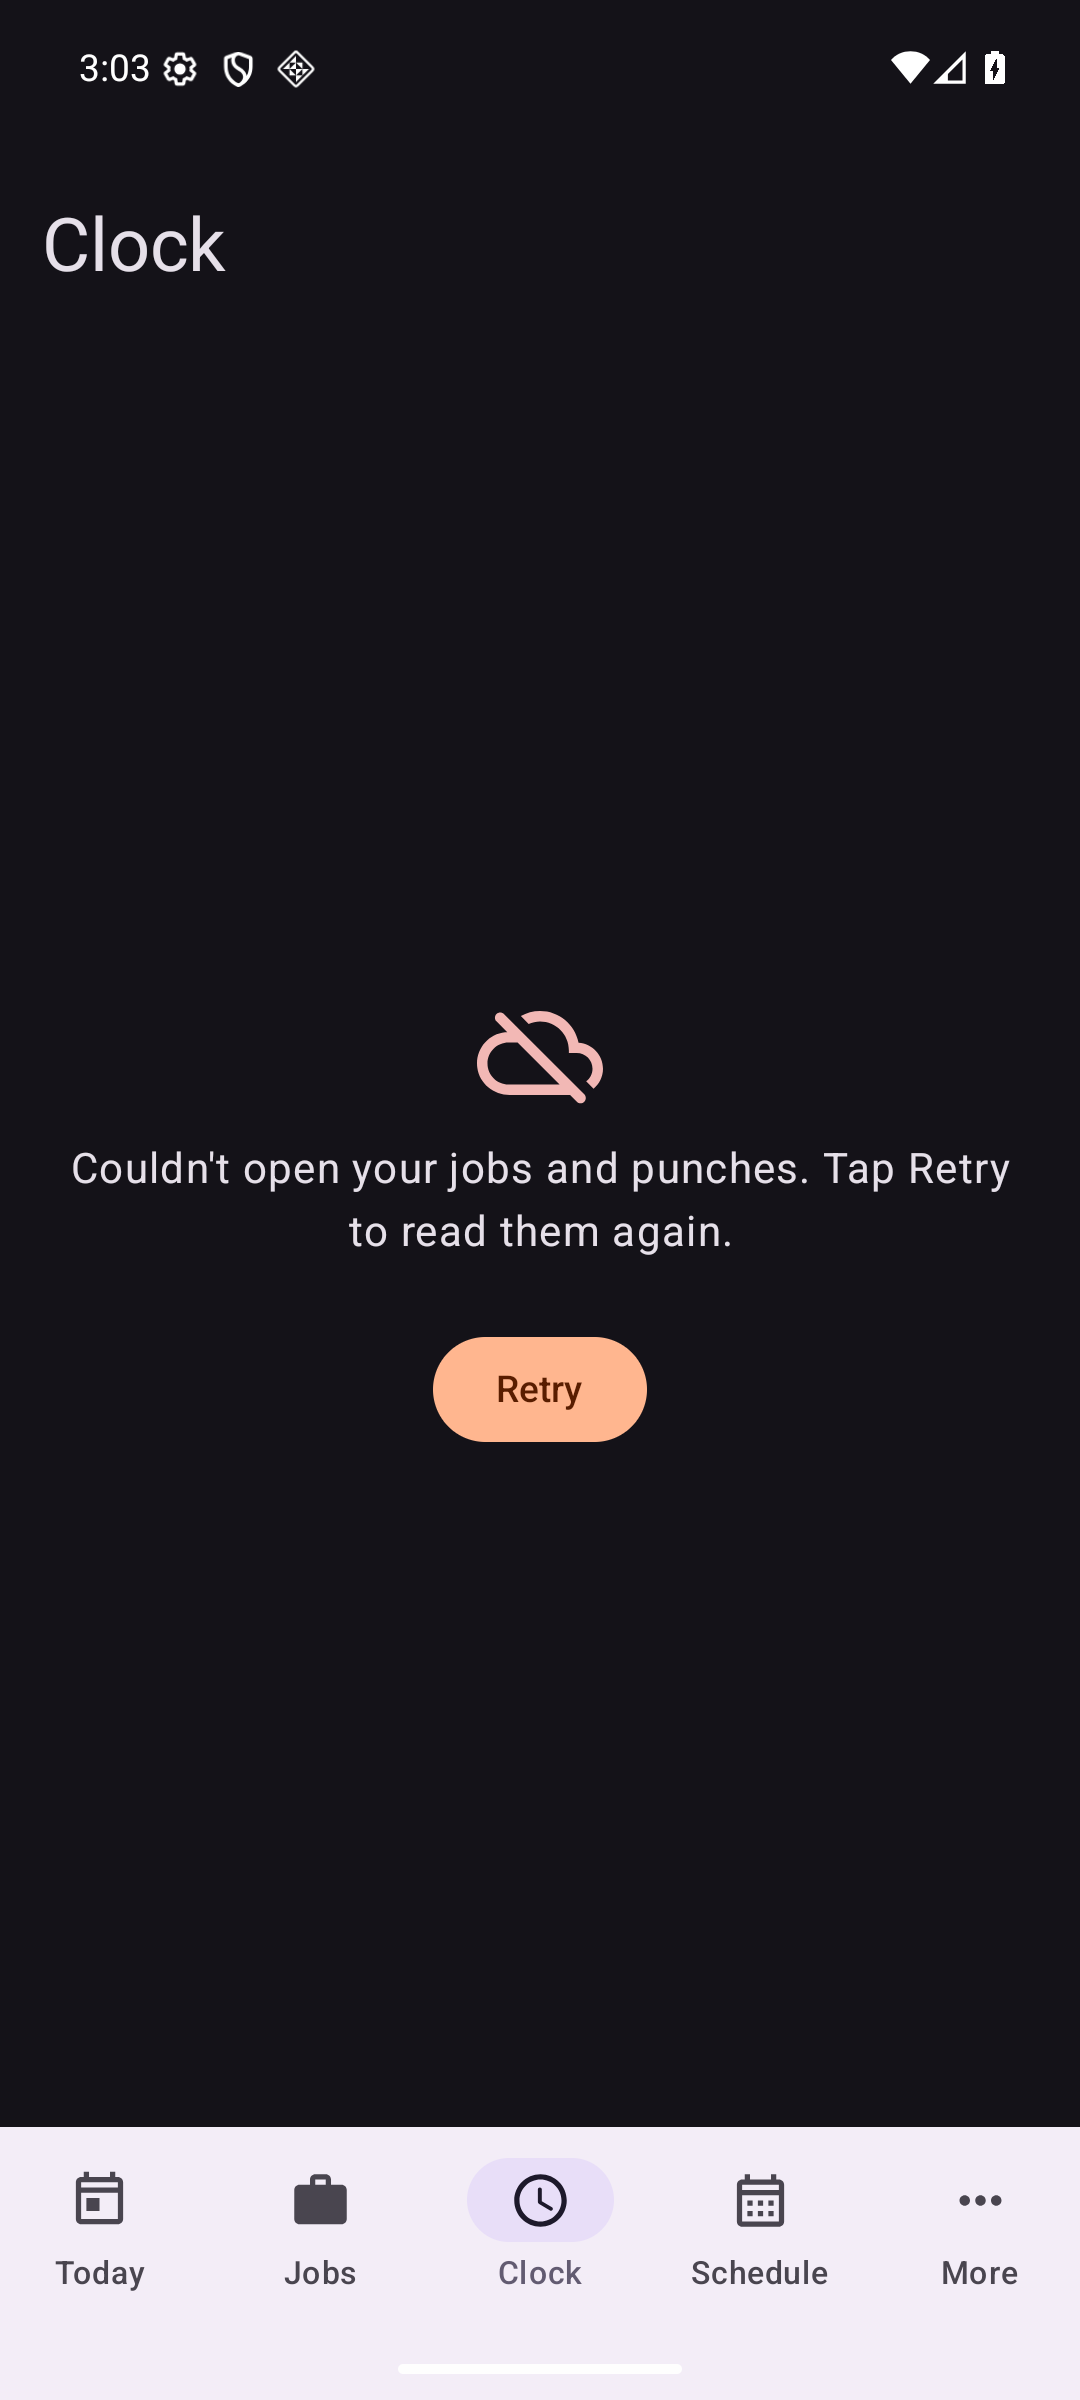 3:03
Clock
Couldn't open your jobs and punches. Tap Retry
to read them again.
Retry
Today
Jobs
Clock
Schedule
More